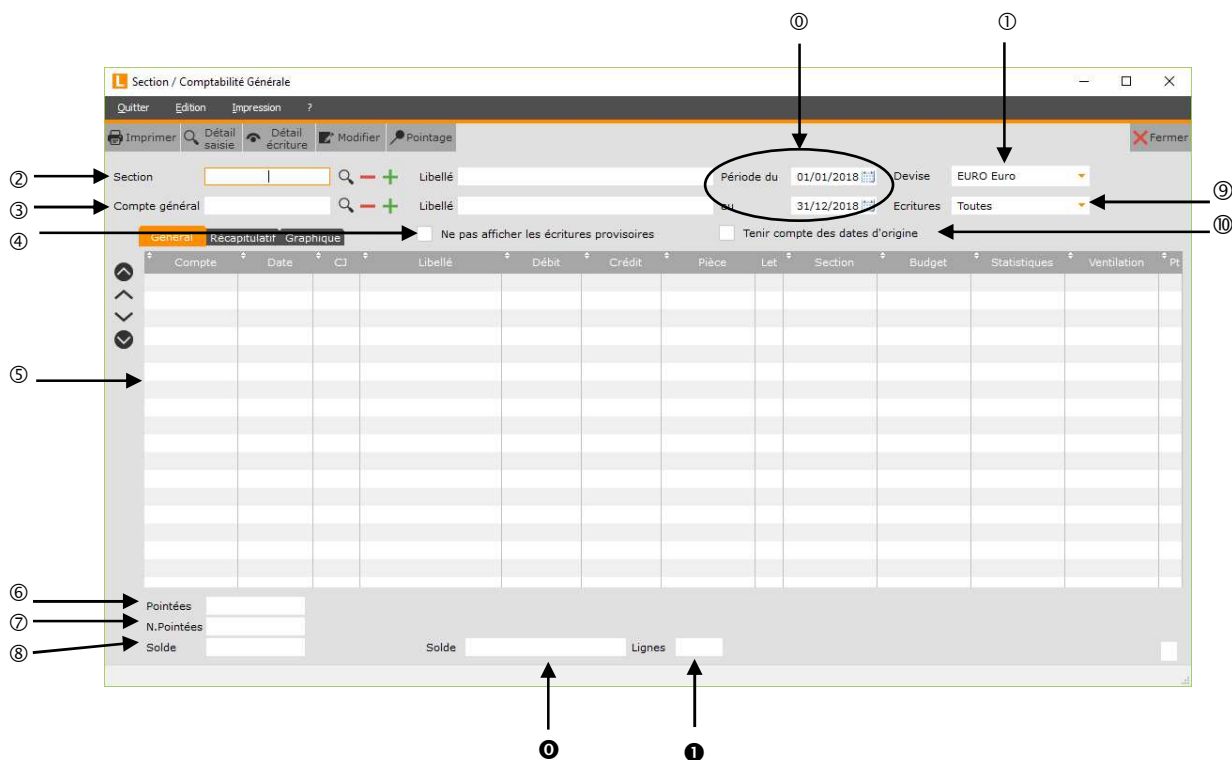 ⓪ ①
L Section / Comptabilité Générale
Quitter Edition Impression ?
Imprimer Détail saisie Détail écriture Modifier Pointage Fermer
② Section Libellé Période du 01/01/2018 Devise EURO Euro
③ Compte général Libellé au 31/12/2018 Ecritures Toutes ⑨
④ Général Récapitulatif Graphique Ne pas afficher les écritures provisoires Tenir compte des dates d'origine ⑩
Compte Date CJ Libellé Débit Crédit Pièce Let Section Budget Statistiques Ventilation Pt
⑤
⑥ Pointées
⑦ N.Pointées
⑧ Solde Solde Lignes
⓿ ❶